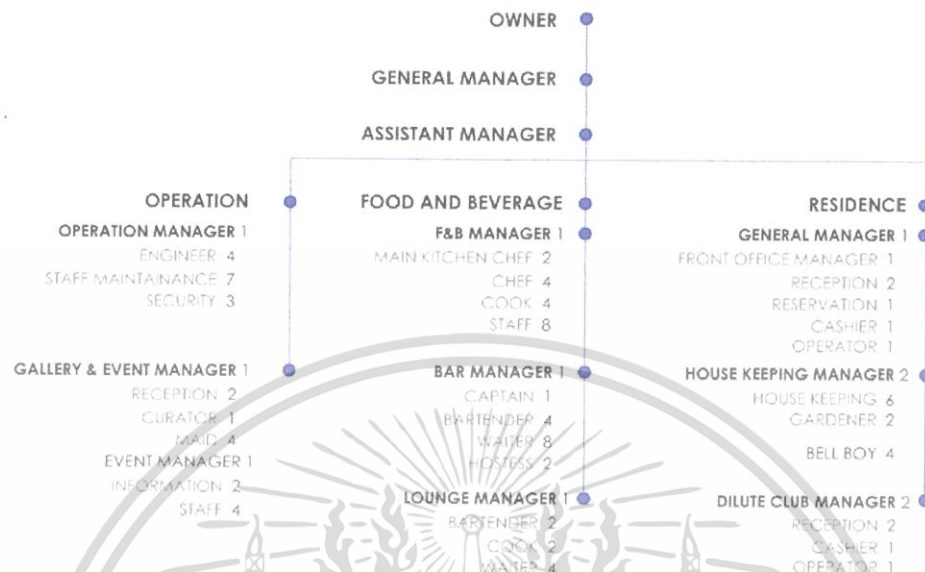 OWNER
GENERAL MANAGER
ASSISTANT MANAGER
OPERATION
OPERATION MANAGER 1
ENGINEER 4
STAFF MAINTAINANCE 7
SECURITY 3
GALLERY & EVENT MANAGER 1
RECEPTION 2
CURATOR 1
MAID 4
EVENT MANAGER 1
INFORMATION 2
STAFF 4
FOOD AND BEVERAGE
F&B MANAGER 1
MAIN KITCHEN CHEF 2
CHEF 4
COOK 4
STAFF 8
BAR MANAGER 1
CAPTAIN 1
BARTENDER 4
WAITER 8
HOSTESS 2
LOUNGE MANAGER 1
BARTENDER 2
COOK 2
WAITER 4
RESIDENCE
GENERAL MANAGER 1
FRONT OFFICE MANAGER 1
RECEPTION 2
RESERVATION 1
CASHIER 1
OPERATOR 1
HOUSE KEEPING MANAGER 2
HOUSE KEEPING 6
GARDENER 2
BELL BOY 4
DILUTE CLUB MANAGER 2
RECEPTION 2
CASHIER 1
OPERATOR 1